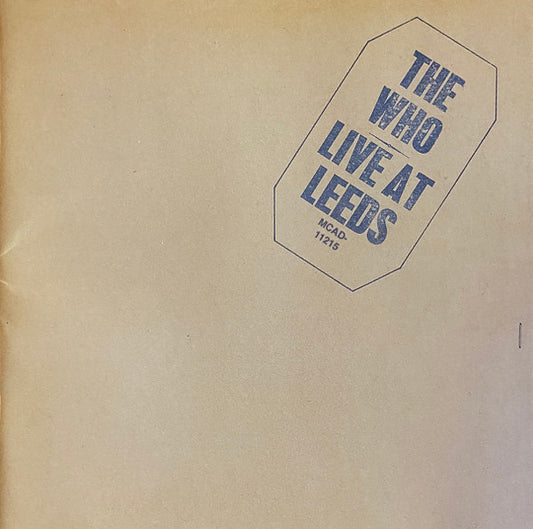 THE
WHO
LIVE AT
LEEDS
MCAD-
11215